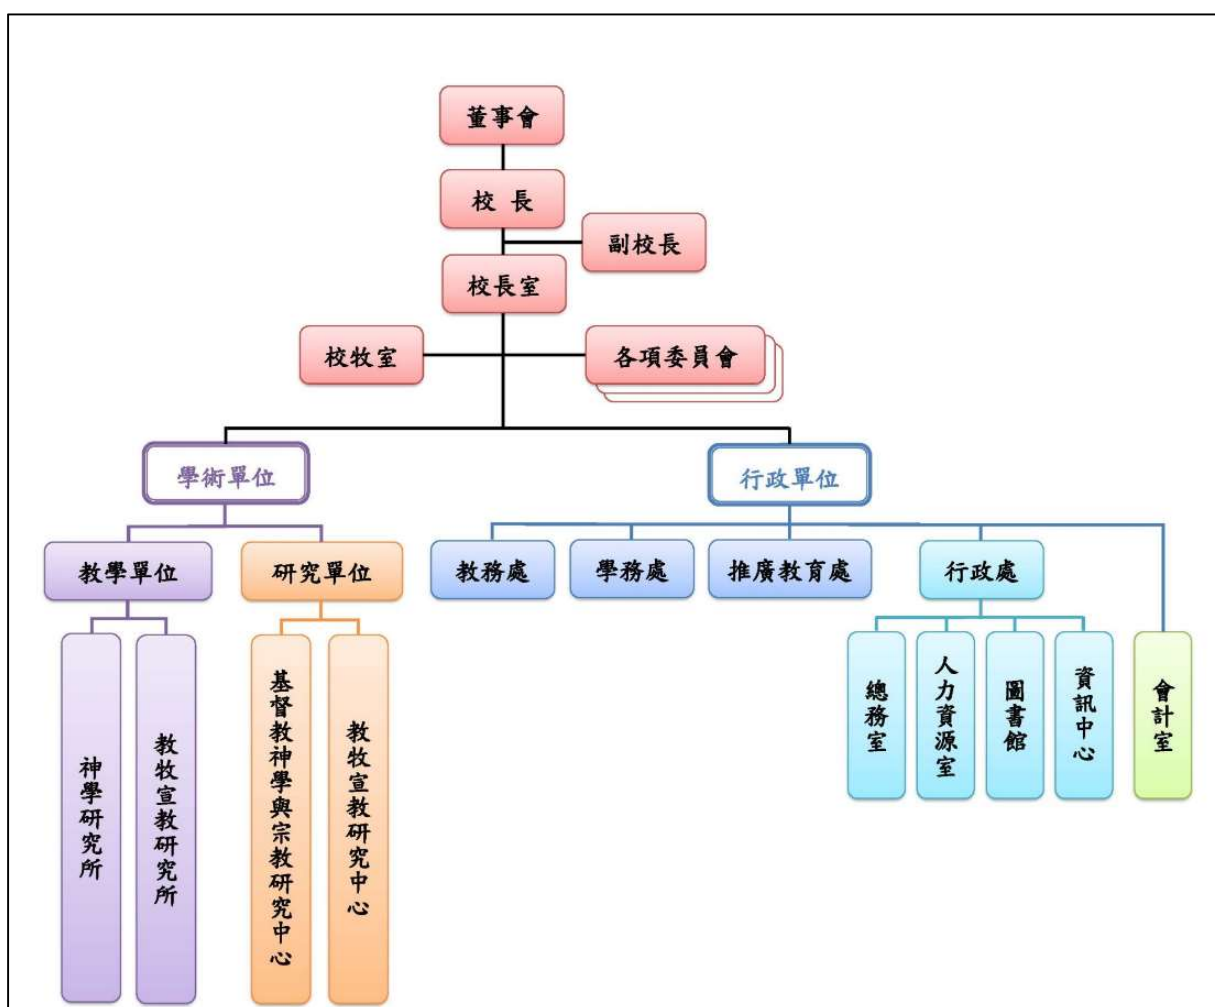 董事會
校 長
副校長
校長室
校牧室
各項委員會
學術單位
行政單位
教學單位
研究單位
教務處
學務處
推廣教育處
行政處
神學研究所
教牧宣教研究所
基督教神學與宗教研究中心
教牧宣教研究中心
總務室
人力資源室
圖書館
資訊中心
會計室